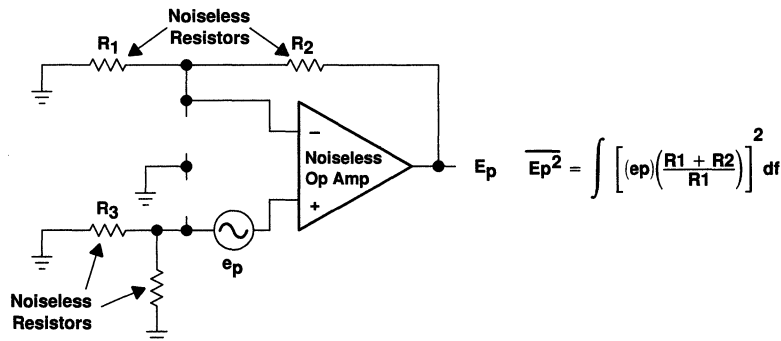 Noiseless
Resistors
R1
R2
−
Noiseless
Op Amp
+
Ep
Ep² = ∫ [(ep)(R1 + R2 / R1)]² df
R3
ep
Noiseless
Resistors